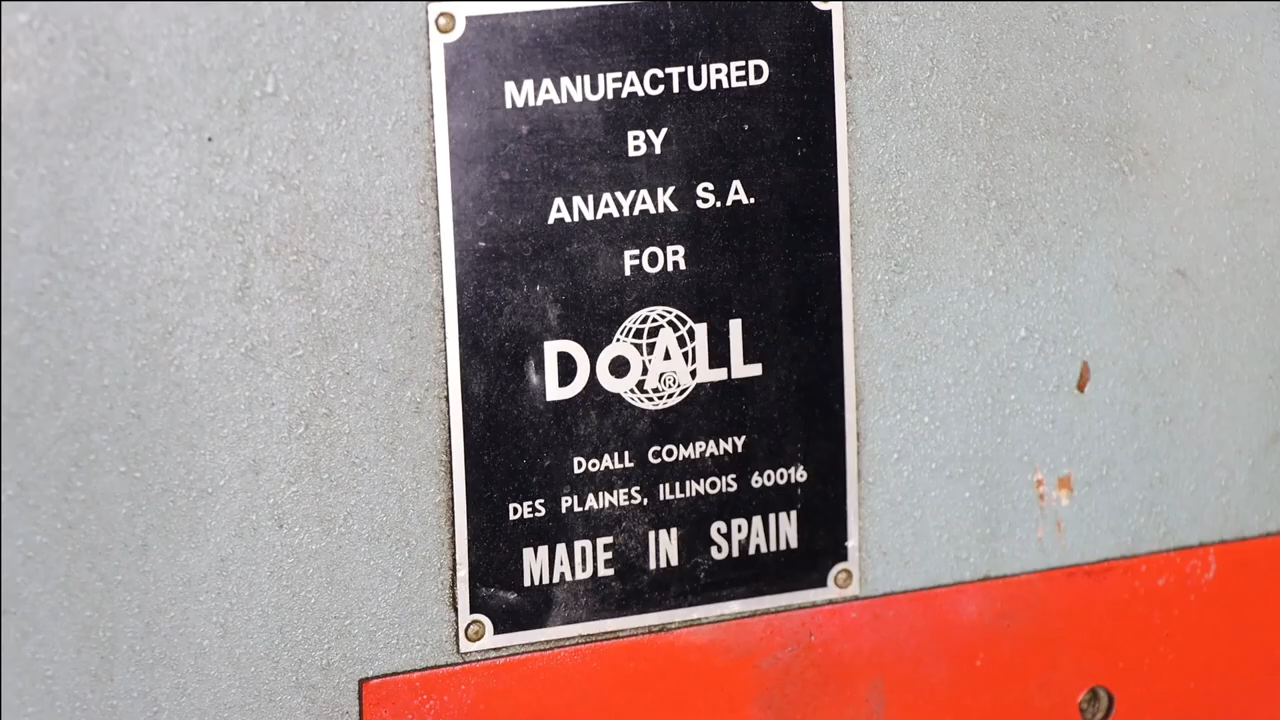 MANUFACTURED
BY
ANAYAK S.A.
FOR
DoALL
®
DoALL COMPANY
DES PLAINES, ILLINOIS 60016
MADE IN SPAIN